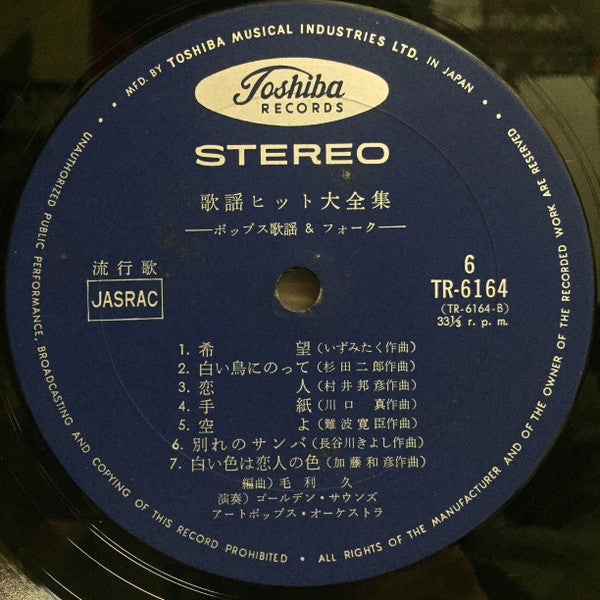 • MFD. BY TOSHIBA MUSICAL INDUSTRIES LTD. IN JAPAN •
Toshiba
RECORDS
STEREO
歌謡ヒット大全集
──ポップス歌謡 & フォーク──
流行歌
JASRAC
6
TR-6164
(TR-6164-B)
33⅓ r. p. m.
1. 希望(いずみたく作曲)
2. 白い鳥にのって(杉田二郎作曲)
3. 恋人(村井邦彦作曲)
4. 手紙(川口真作曲)
5. 空よ(難波寛臣作曲)
6. 別れのサンバ(長谷川きよし作曲)
7. 白い色は恋人の色(加藤和彦作曲)
編曲)毛利久
演奏)ゴールデン・サウンズ
アートポップス・オーケストラ
UNAUTHORIZED PUBLIC PERFORMANCE, BROADCASTING AND COPYING OF THIS RECORD PROHIBITED • ALL RIGHTS OF THE MANUFACTURER AND OF THE OWNER OF THE RECORDED WORK ARE RESERVED